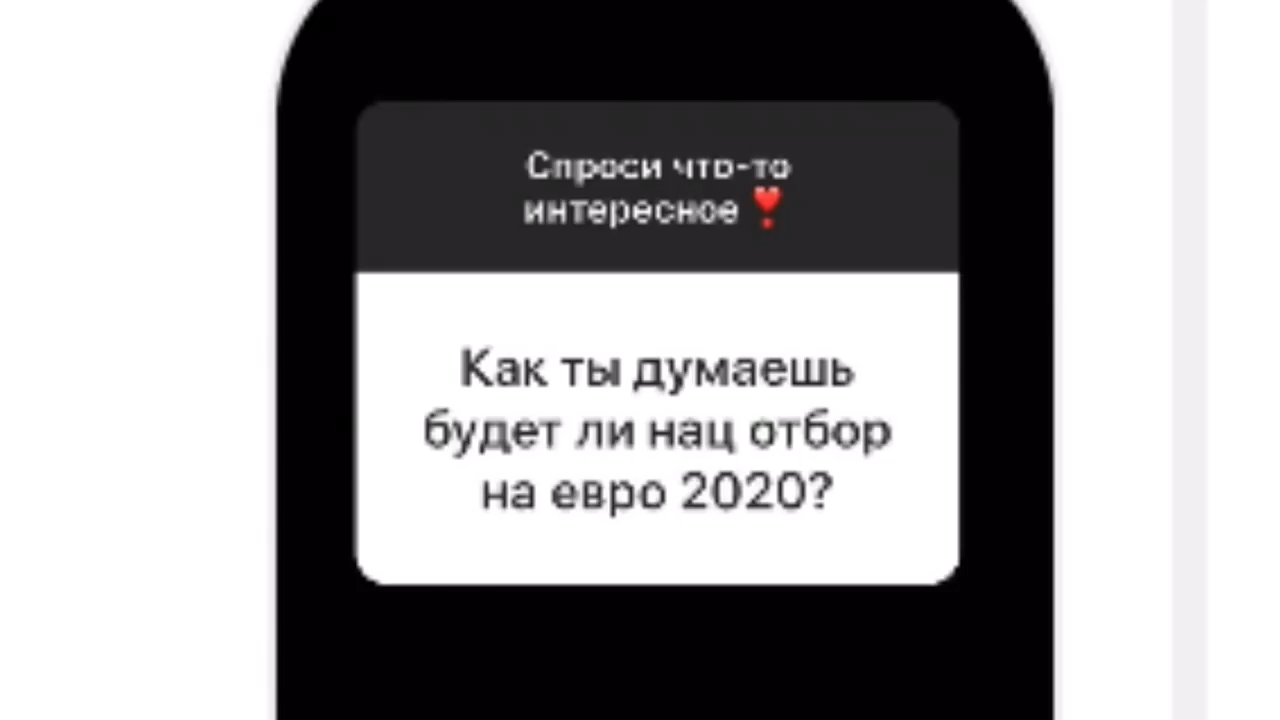 Спроси что-то
интересное ❣️
Как ты думаешь
будет ли нац отбор
на евро 2020?